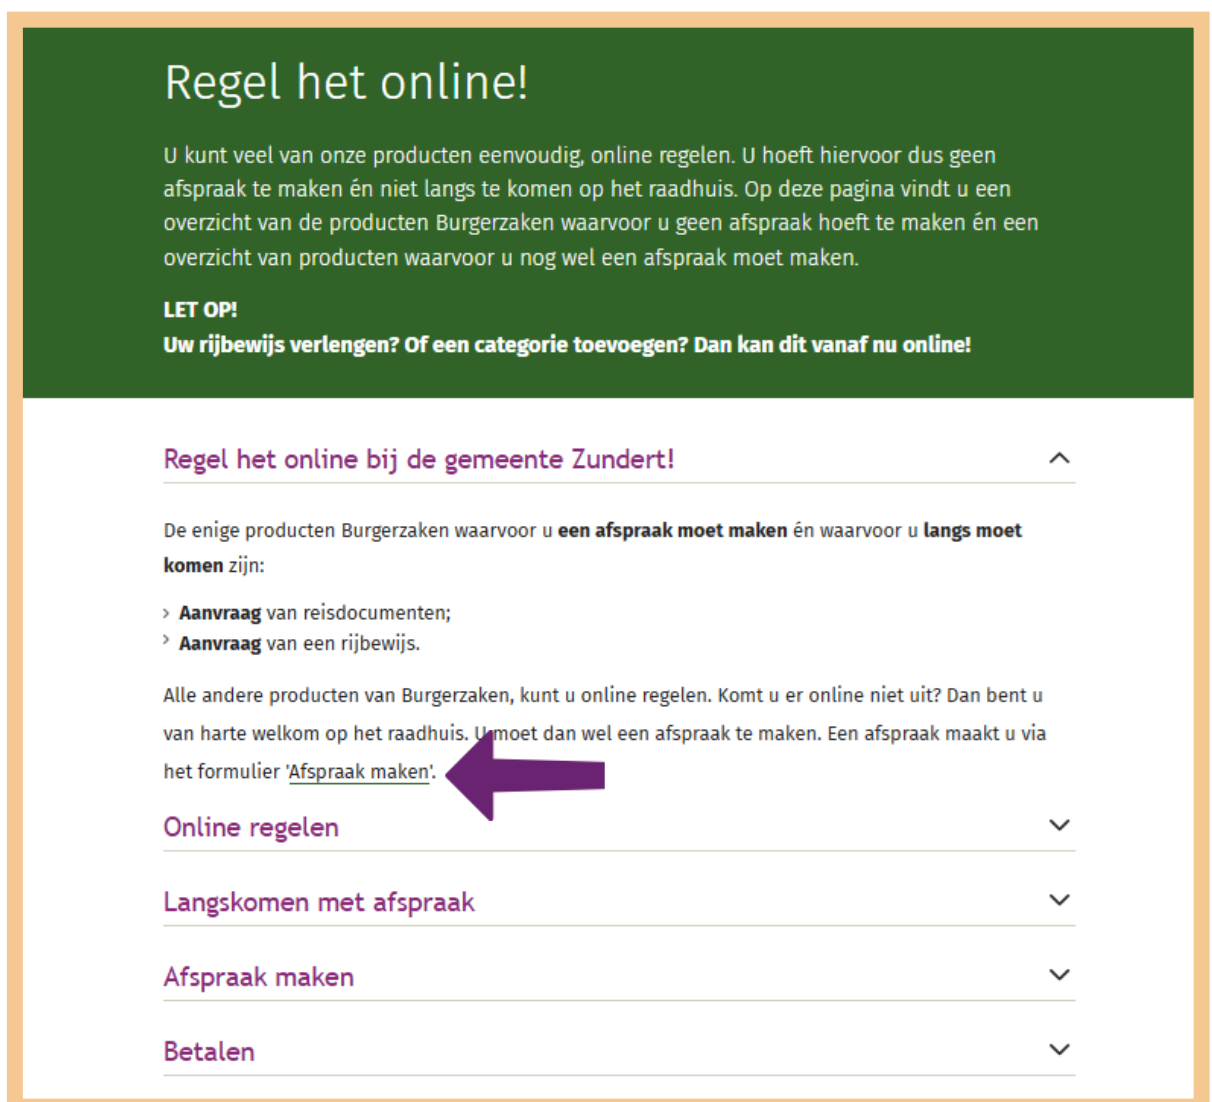 Regel het online!
U kunt veel van onze producten eenvoudig, online regelen. U hoeft hiervoor dus geen
afspraak te maken én niet langs te komen op het raadhuis. Op deze pagina vindt u een
overzicht van de producten Burgerzaken waarvoor u geen afspraak hoeft te maken én een
overzicht van producten waarvoor u nog wel een afspraak moet maken.
LET OP!
Uw rijbewijs verlengen? Of een categorie toevoegen? Dan kan dit vanaf nu online!
Regel het online bij de gemeente Zundert!
De enige producten Burgerzaken waarvoor u een afspraak moet maken én waarvoor u langs moet
komen zijn:
› Aanvraag van reisdocumenten;
› Aanvraag van een rijbewijs.
Alle andere producten van Burgerzaken, kunt u online regelen. Komt u er online niet uit? Dan bent u
van harte welkom op het raadhuis. U moet dan wel een afspraak te maken. Een afspraak maakt u via
het formulier 'Afspraak maken'.
Online regelen
Langskomen met afspraak
Afspraak maken
Betalen